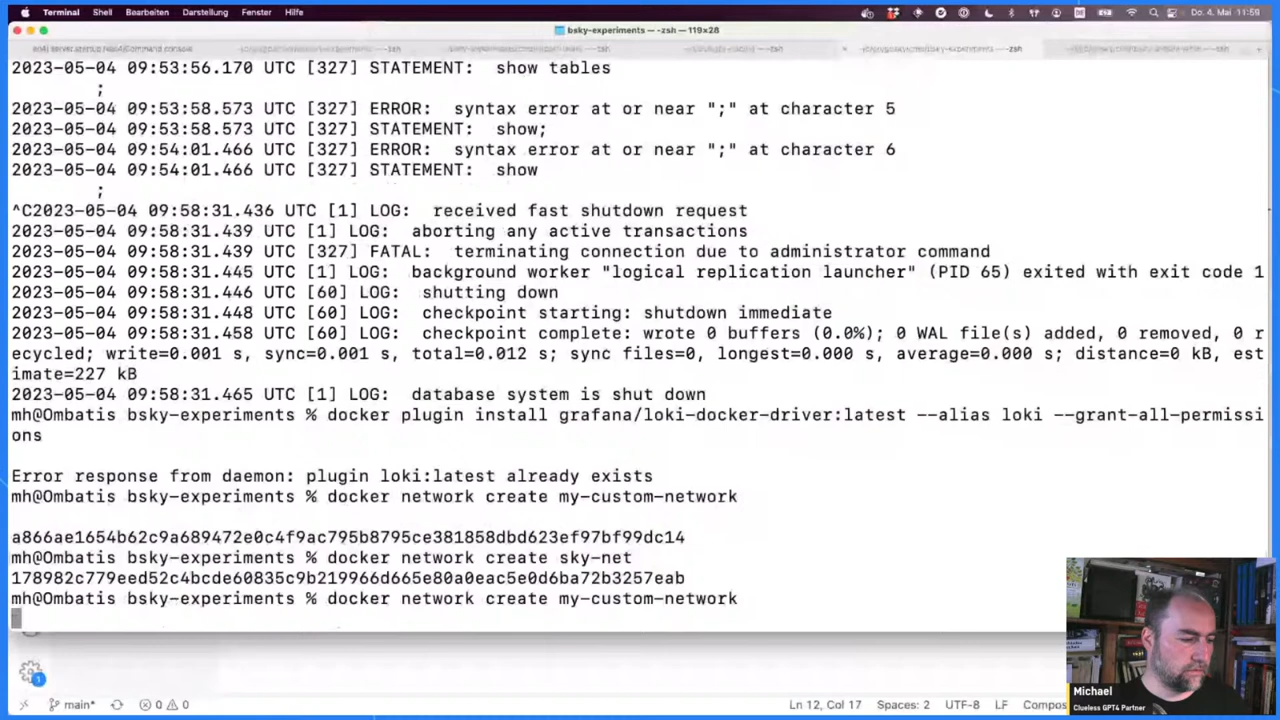 Terminal Shell Bearbeiten Darstellung Fenster Hilfe Do. 4. Mai 11:59
bsky-experiments — -zsh — 119×28
2023-05-04 09:53:56.170 UTC [327] STATEMENT:  show tables
;
2023-05-04 09:53:58.573 UTC [327] ERROR:  syntax error at or near ";" at character 5
2023-05-04 09:53:58.573 UTC [327] STATEMENT:  show;
2023-05-04 09:54:01.466 UTC [327] ERROR:  syntax error at or near ";" at character 6
2023-05-04 09:54:01.466 UTC [327] STATEMENT:  show
;
^C2023-05-04 09:58:31.436 UTC [1] LOG:  received fast shutdown request
2023-05-04 09:58:31.439 UTC [1] LOG:  aborting any active transactions
2023-05-04 09:58:31.439 UTC [327] FATAL:  terminating connection due to administrator command
2023-05-04 09:58:31.445 UTC [1] LOG:  background worker "logical replication launcher" (PID 65) exited with exit code 1
2023-05-04 09:58:31.446 UTC [60] LOG:  shutting down
2023-05-04 09:58:31.446 UTC [60] LOG:  checkpoint starting: shutdown immediate
2023-05-04 09:58:31.458 UTC [60] LOG:  checkpoint complete: wrote 0 buffers (0.0%); 0 WAL file(s) added, 0 removed, 0 r
ecycled; write=0.001 s, sync=0.001 s, total=0.012 s; sync files=0, longest=0.000 s, average=0.000 s; distance=0 kB, est
imate=227 kB
2023-05-04 09:58:31.465 UTC [1] LOG:  database system is shut down
mh@Ombatis bsky-experiments % docker plugin install grafana/loki-docker-driver:latest --alias loki --grant-all-permissi
ons
Error response from daemon: plugin loki:latest already exists
mh@Ombatis bsky-experiments % docker network create my-custom-network
a866ae1654b62c9a689472e0c4f9ac795b8795ce381858dbd623ef97bf99dc14
mh@Ombatis bsky-experiments % docker network create sky-net
178982c779eed52c4bcde60835c9b219966d665e80a0eac5e0d6ba72b3257eab
mh@Ombatis bsky-experiments % docker network create my-custom-network
1
main* 0 0 Ln 12, Col 17 Spaces: 2 UTF-8 LF Compos
Michael
Clueless GPT4 Partner